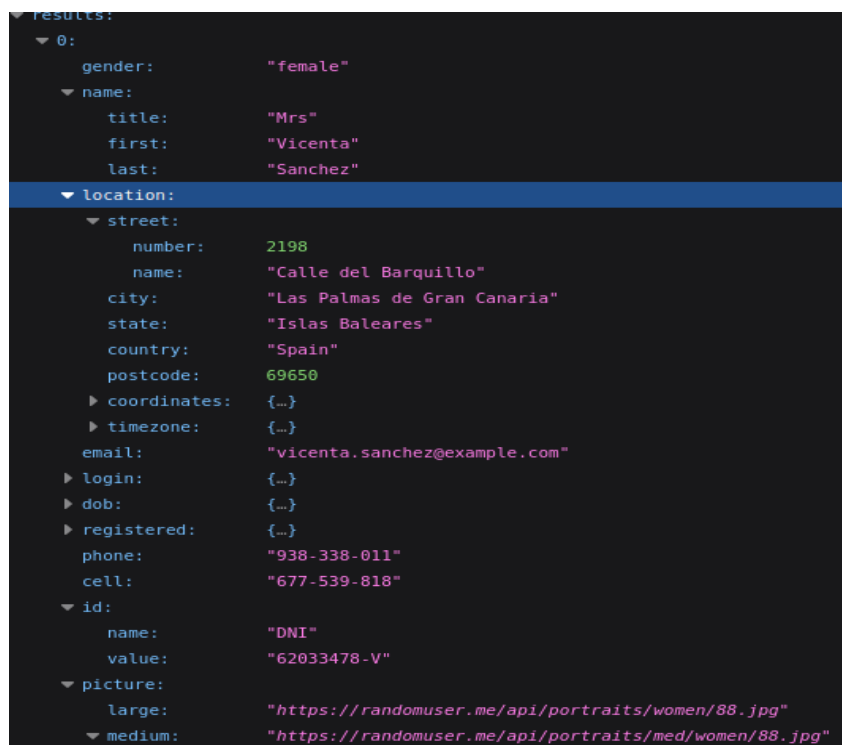 results:
0:
gender: "female"
name:
title: "Mrs"
first: "Vicenta"
last: "Sanchez"
location:
street:
number: 2198
name: "Calle del Barquillo"
city: "Las Palmas de Gran Canaria"
state: "Islas Baleares"
country: "Spain"
postcode: 69650
coordinates: {…}
timezone: {…}
email: "vicenta.sanchez@example.com"
login: {…}
dob: {…}
registered: {…}
phone: "938-338-011"
cell: "677-539-818"
id:
name: "DNI"
value: "62033478-V"
picture:
large: "https://randomuser.me/api/portraits/women/88.jpg"
medium: "https://randomuser.me/api/portraits/med/women/88.jpg"